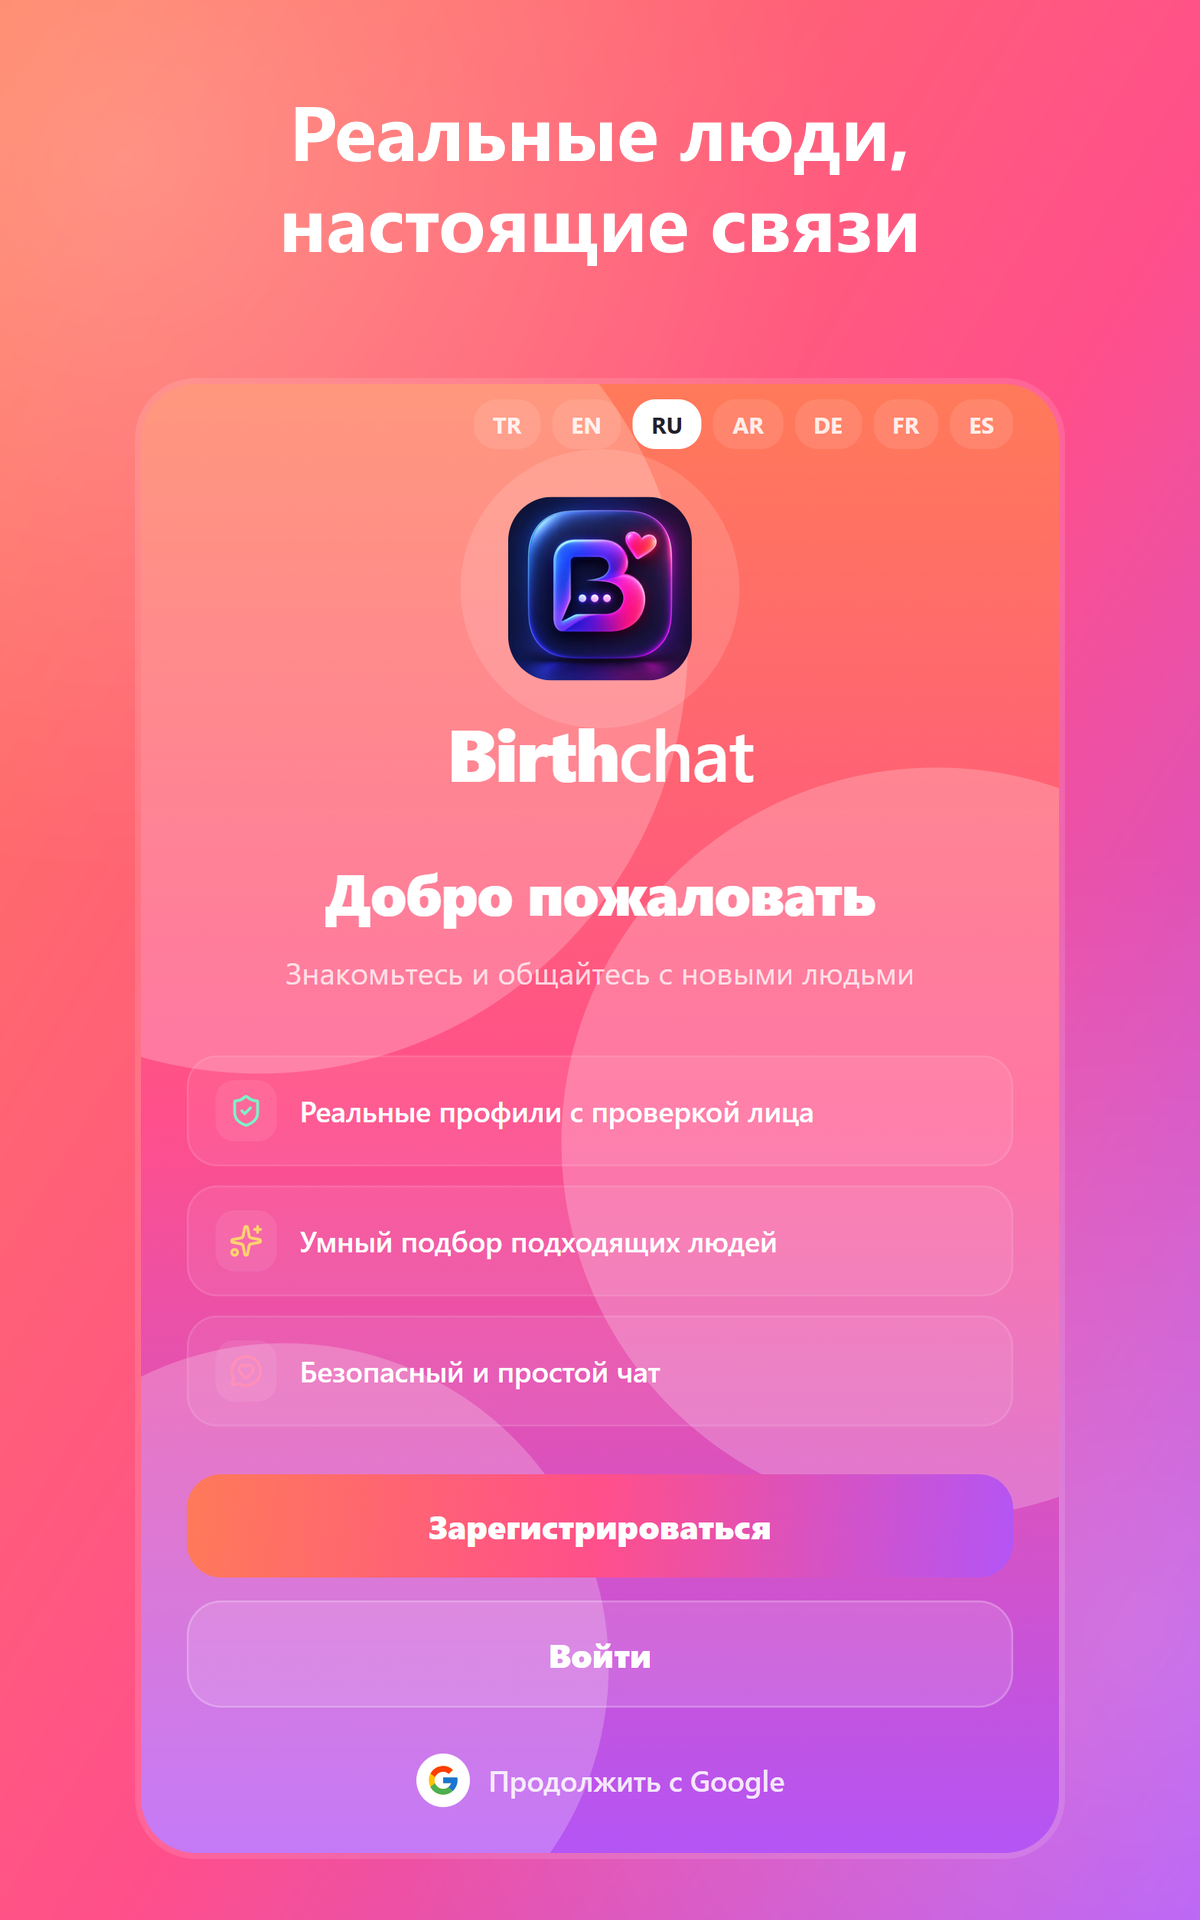 Реальные люди,
настоящие связи
TR EN RU AR DE FR ES
Birthchat
Добро пожаловать
Знакомьтесь и общайтесь с новыми людьми
Реальные профили с проверкой лица
Умный подбор подходящих людей
Безопасный и простой чат
Зарегистрироваться
Войти
Продолжить с Google